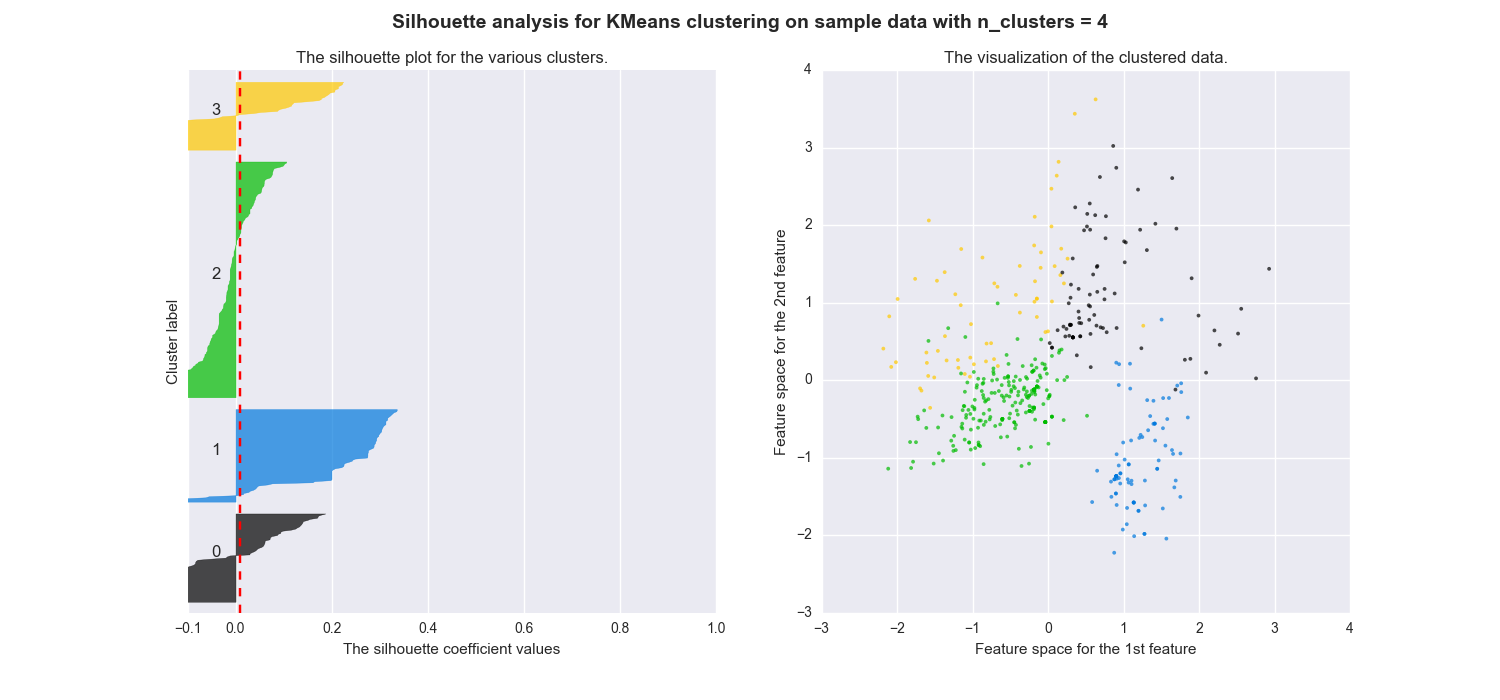 Silhouette analysis for KMeans clustering on sample data with n_clusters = 4
The silhouette plot for the various clusters.
3
2
1
0
Cluster label
−0.1 0.0 0.2 0.4 0.6 0.8 1.0
The silhouette coefficient values
The visualization of the clustered data.
4
3
2
1
0
−1
−2
−3
Feature space for the 2nd feature
−3 −2 −1 0 1 2 3 4
Feature space for the 1st feature